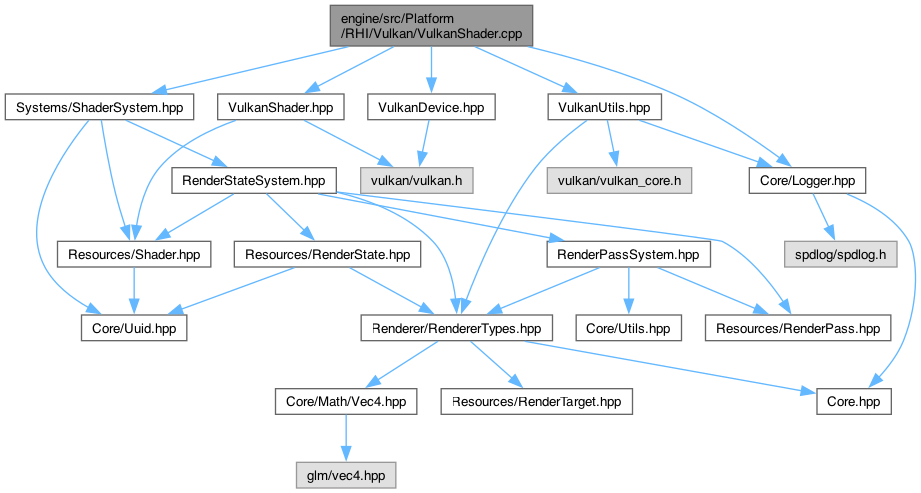 engine/src/Platform
/RHI/Vulkan/VulkanShader.cpp
Systems/ShaderSystem.hpp
VulkanShader.hpp
VulkanDevice.hpp
VulkanUtils.hpp
RenderStateSystem.hpp
vulkan/vulkan.h
vulkan/vulkan_core.h
Core/Logger.hpp
Resources/Shader.hpp
Resources/RenderState.hpp
RenderPassSystem.hpp
spdlog/spdlog.h
Core/Uuid.hpp
Renderer/RendererTypes.hpp
Core/Utils.hpp
Resources/RenderPass.hpp
Core/Math/Vec4.hpp
Resources/RenderTarget.hpp
Core.hpp
glm/vec4.hpp